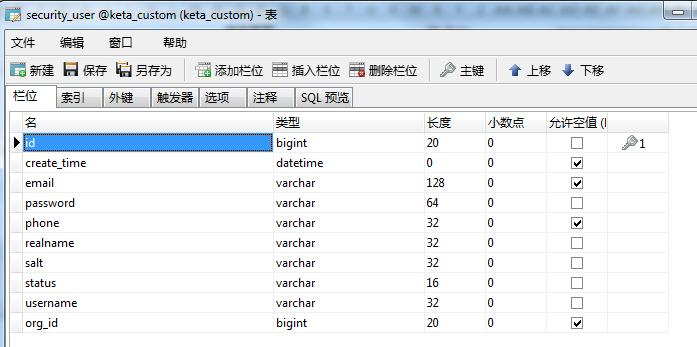 security_user @keta_custom (keta_custom) - 表
文件 编辑 窗口 帮助
新建 保存 另存为 添加栏位 插入栏位 删除栏位 主键 上移 下移
栏位 索引 外键 触发器 选项 注释 SQL 预览
名 类型 长度 小数点 允许空值 (
id bigint 20 0 1
create_time datetime 0 0
email varchar 128 0
password varchar 64 0
phone varchar 32 0
realname varchar 32 0
salt varchar 32 0
status varchar 16 0
username varchar 32 0
org_id bigint 20 0